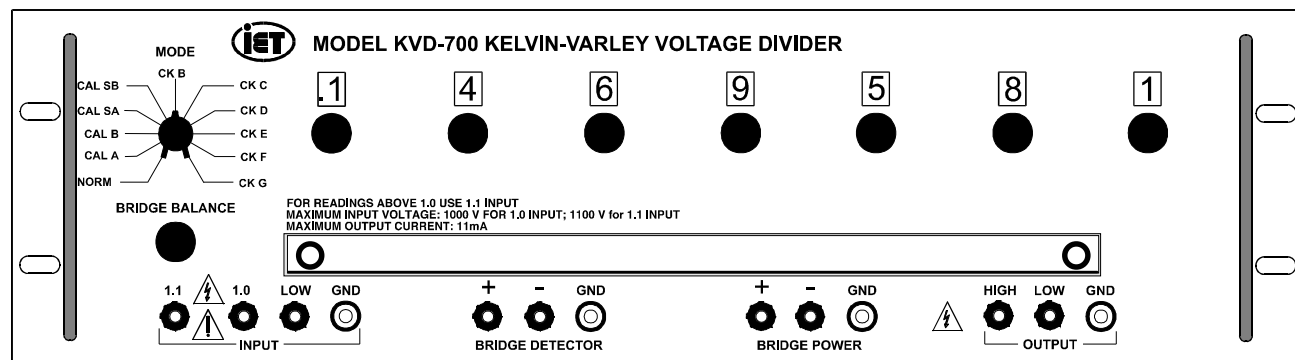 iET MODEL KVD-700 KELVIN-VARLEY VOLTAGE DIVIDER
MODE
CK B
CAL SB CK C
CAL SA CK D
CAL B CK E
CAL A CK F
NORM CK G
.1 4 6 9 5 8 1
BRIDGE BALANCE
FOR READINGS ABOVE 1.0 USE 1.1 INPUT
MAXIMUM INPUT VOLTAGE: 1000 V FOR 1.0 INPUT; 1100 V for 1.1 INPUT
MAXIMUM OUTPUT CURRENT: 11mA
1.1 1.0 LOW GND + - GND + - GND HIGH LOW GND
INPUT BRIDGE DETECTOR BRIDGE POWER OUTPUT